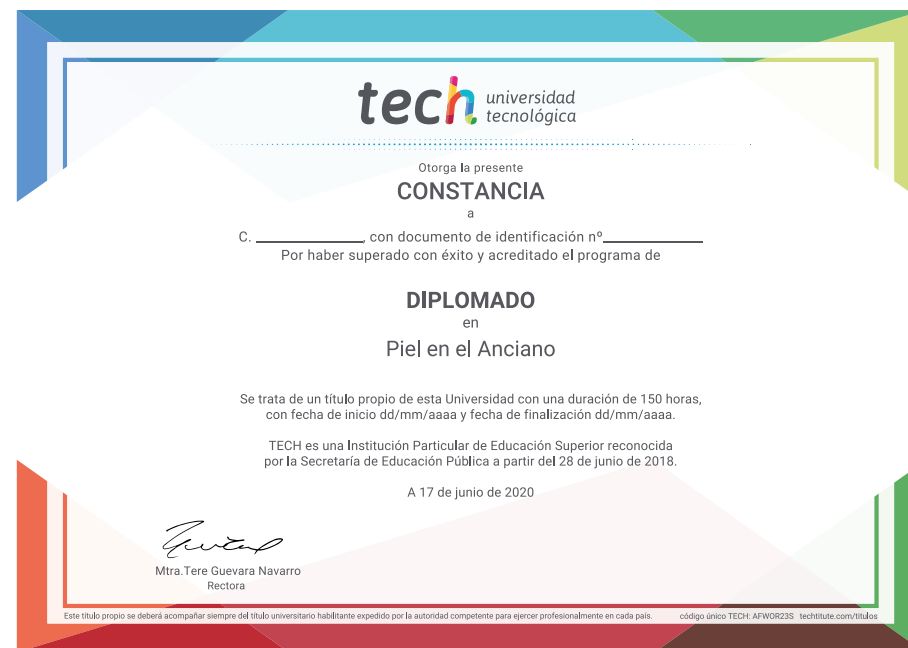 tech universidad
tecnológica
Otorga la presente
CONSTANCIA
a
C. ______________, con documento de identificación nº_____________
Por haber superado con éxito y acreditado el programa de
DIPLOMADO
en
Piel en el Anciano
Se trata de un título propio de esta Universidad con una duración de 150 horas,
con fecha de inicio dd/mm/aaaa y fecha de finalización dd/mm/aaaa.
TECH es una Institución Particular de Educación Superior reconocida
por la Secretaría de Educación Pública a partir del 28 de junio de 2018.
A 17 de junio de 2020
Mtra.Tere Guevara Navarro
Rectora
Este título propio se deberá acompañar siempre del título universitario habilitante expedido por la autoridad competente para ejercer profesionalmente en cada país. código único TECH: AFWOR23S techtitute.com/titulos